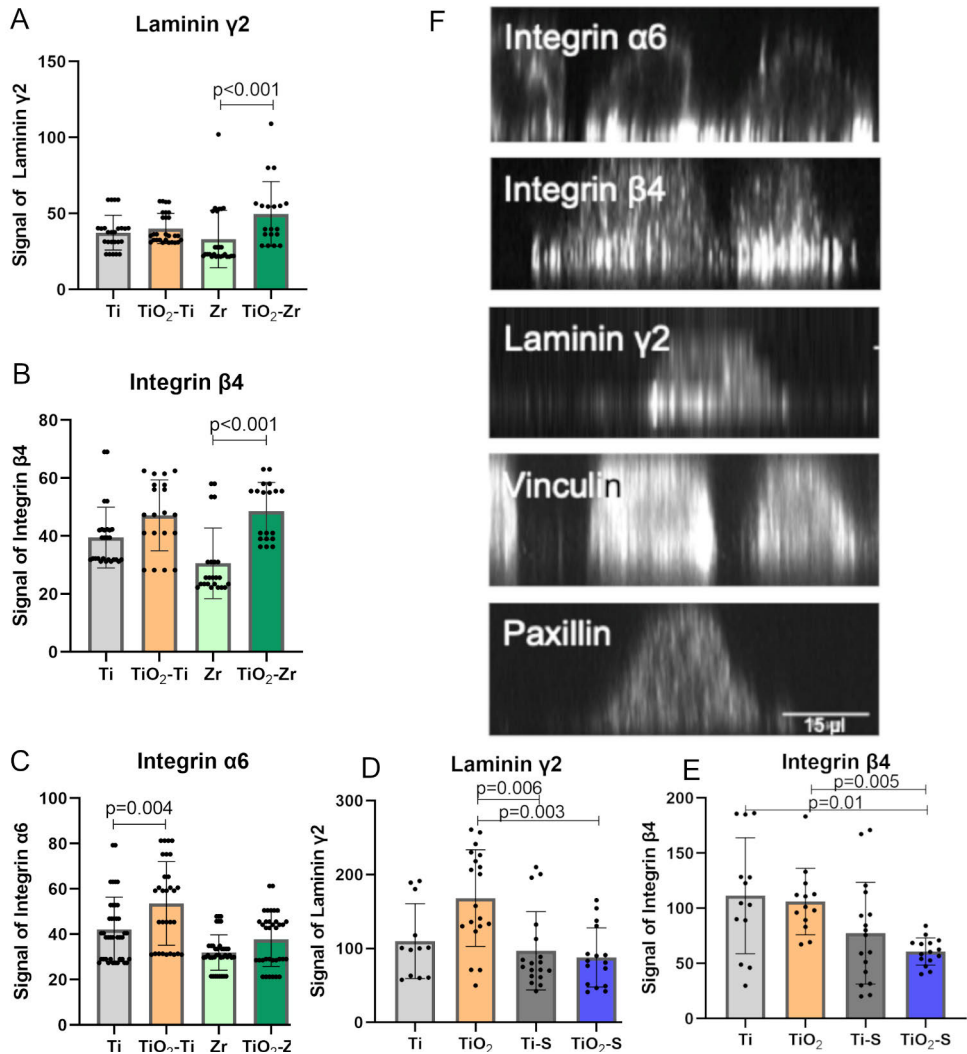 A
Laminin γ2
Signal of Laminin γ2
150
100
50
0
p<0.001
Ti TiO₂-Ti Zr TiO₂-Zr
B
Integrin β4
Signal of Integrin β4
80
60
40
20
0
p<0.001
Ti TiO₂-Ti Zr TiO₂-Zr
C
Integrin α6
Signal of Integrin α6
100
80
60
40
20
0
p=0.004
Ti TiO₂-Ti Zr TiO₂-Z
D
Laminin γ2
Signal of Laminin γ2
300
200
100
0
p=0.006
p=0.003
Ti TiO₂ Ti-S TiO₂-S
E
Integrin β4
Signal of Integrin β4
200
150
100
50
0
p=0.005
p=0.01
Ti TiO₂ Ti-S TiO₂-S
F
Integrin α6
Integrin β4
Laminin γ2
Vinculin
Paxillin
15 µl